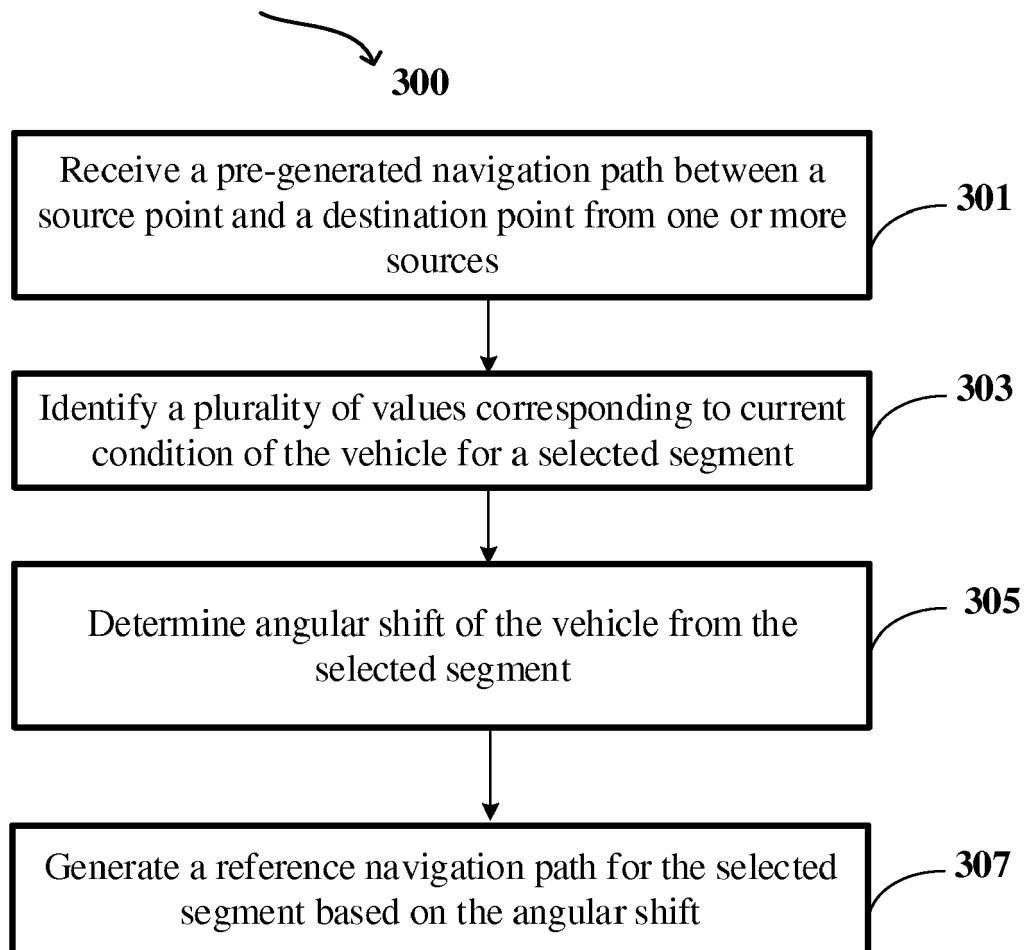 300
Receive a pre-generated navigation path between a
source point and a destination point from one or more
sources
301
Identify a plurality of values corresponding to current
condition of the vehicle for a selected segment
303
Determine angular shift of the vehicle from the
selected segment
305
Generate a reference navigation path for the selected
segment based on the angular shift
307